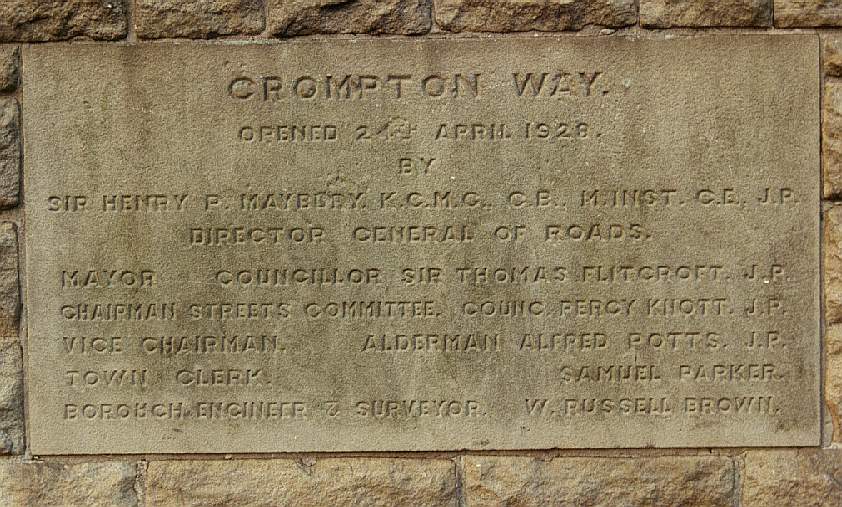 CROMPTON WAY.
OPENED 24TH APRIL 1928.
BY
SIR HENRY P. MAYBURY. K.C.M.G., C.B., M.INST. C.E., J.P.
DIRECTOR GENERAL OF ROADS.
MAYOR COUNCILLOR SIR THOMAS FLITCROFT. J.P.
CHAIRMAN STREETS COMMITTEE. COUNC. PERCY KNOTT. J.P.
VICE CHAIRMAN. ALDERMAN ALFRED POTTS. J.P.
TOWN CLERK. SAMUEL PARKER.
BOROUGH ENGINEER & SURVEYOR. W. RUSSELL BROWN.